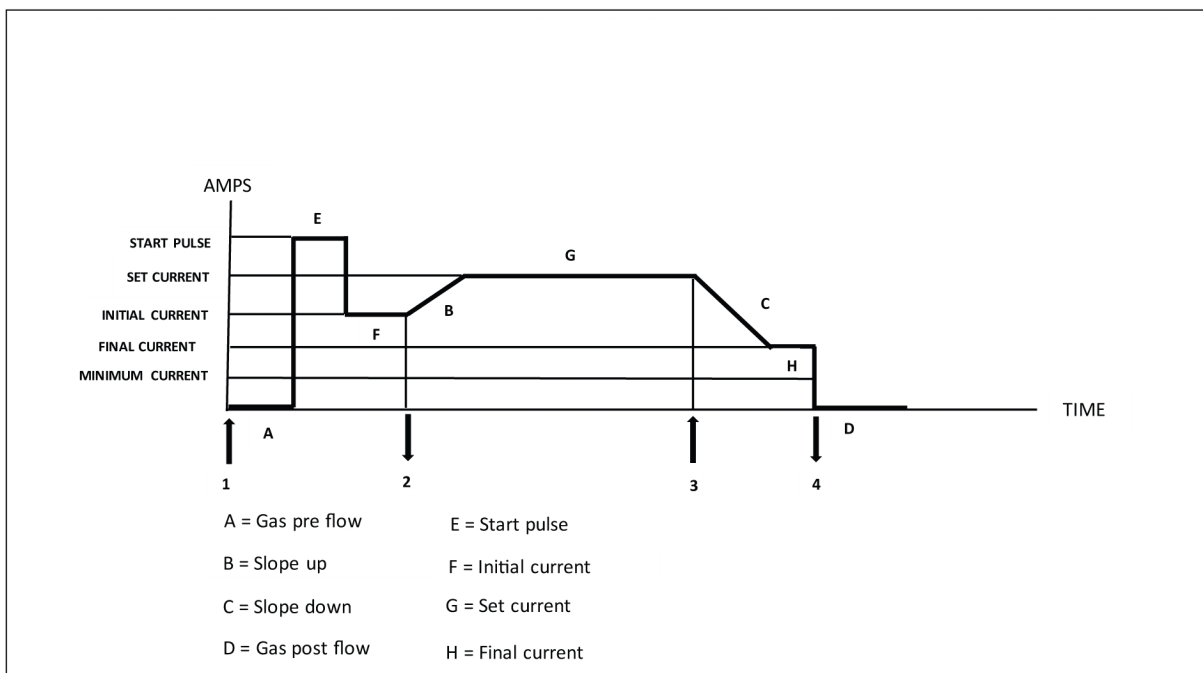 AMPS
E
START PULSE
SET CURRENT
G
INITIAL CURRENT
B
C
F
FINAL CURRENT
H
MINIMUM CURRENT
TIME
A
D
1
2
3
4
A = Gas pre flow
E = Start pulse
B = Slope up
F = Initial current
C = Slope down
G = Set current
D = Gas post flow
H = Final current